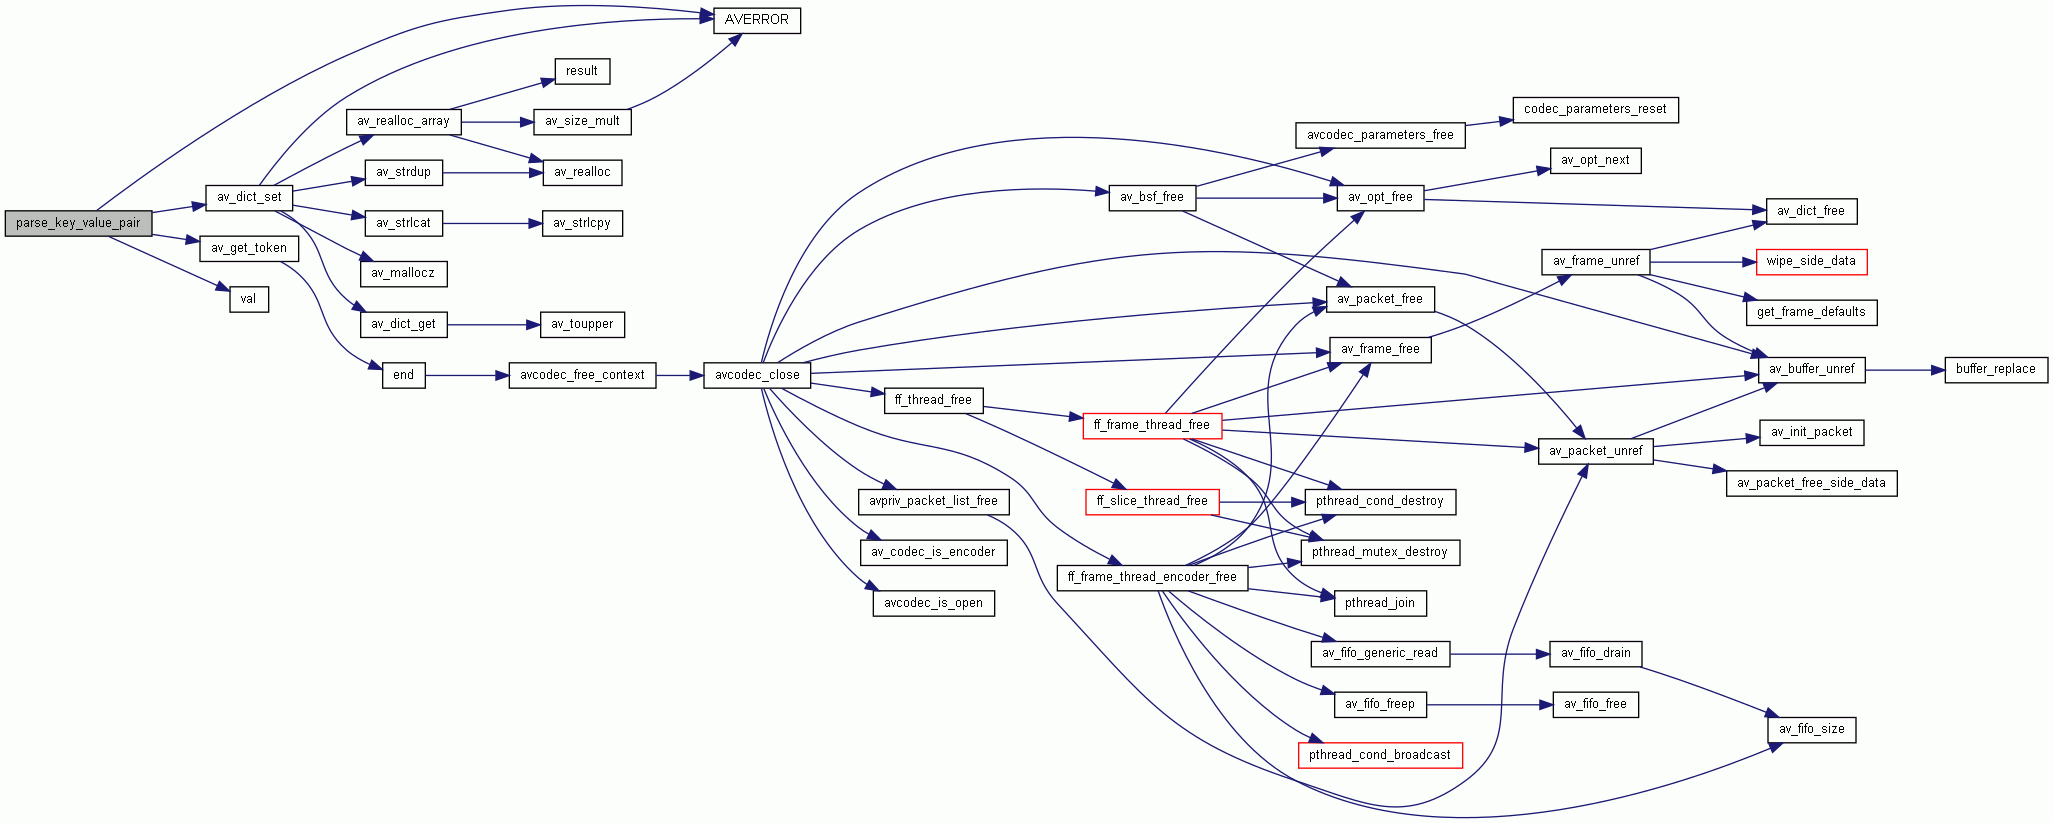 parse_key_value_pair
av_dict_set
av_get_token
val
av_realloc_array
av_strdup
av_strlcat
av_mallocz
av_dict_get
end
result
av_size_mult
av_realloc
av_strlcpy
av_toupper
avcodec_free_context
AVERROR
avcodec_close
ff_thread_free
avpriv_packet_list_free
av_codec_is_encoder
avcodec_is_open
av_bsf_free
ff_frame_thread_free
ff_slice_thread_free
ff_frame_thread_encoder_free
avcodec_parameters_free
av_opt_free
av_packet_free
av_frame_free
pthread_cond_destroy
pthread_mutex_destroy
pthread_join
av_fifo_generic_read
av_fifo_freep
pthread_cond_broadcast
codec_parameters_reset
av_opt_next
av_frame_unref
av_packet_unref
av_fifo_drain
av_fifo_free
av_dict_free
wipe_side_data
get_frame_defaults
av_buffer_unref
av_init_packet
av_packet_free_side_data
av_fifo_size
buffer_replace